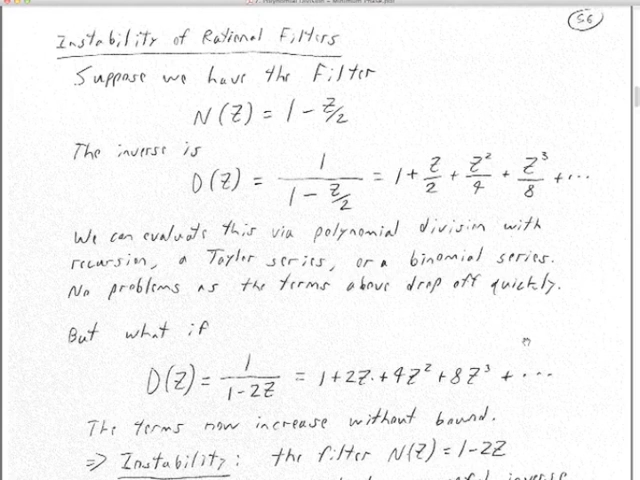 56
Instability of Rational Filters
Suppose we have the Filter
N(Z) = 1 - Z/2
The inverse is
D(Z) = 1/(1 - Z/2) = 1 + Z/2 + Z²/4 + Z³/8 + ...
We can evaluate this via polynomial division with
recursion, a Taylor series, or a binomial series.
No problems as the terms above drop off quickly.
But what if
D(Z) = 1/(1-2Z) = 1+2Z+4Z²+8Z³ + ...
The terms now increase without bound.
⇒ Instability: the filter N(Z) = 1-2Z
inverse